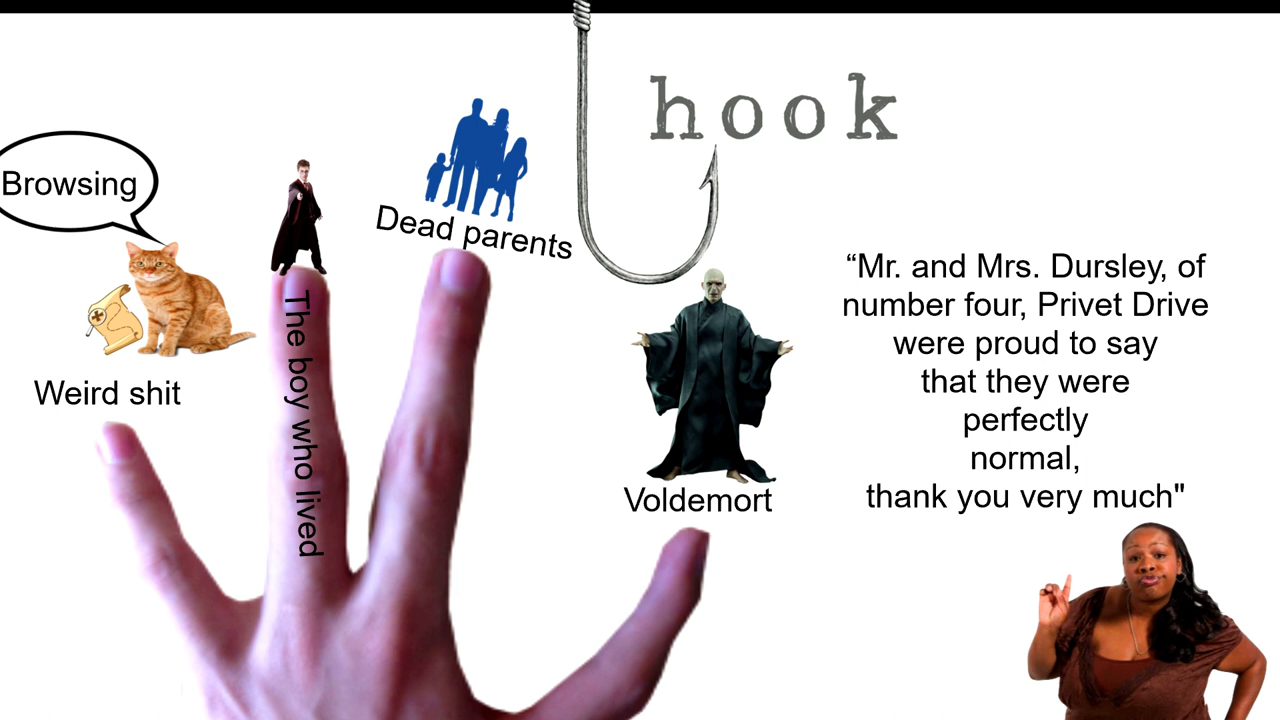 hook
Browsing
Weird shit
The boy who lived
Dead parents
Voldemort
“Mr. and Mrs. Dursley, of
number four, Privet Drive
were proud to say
that they were
perfectly
normal,
thank you very much"